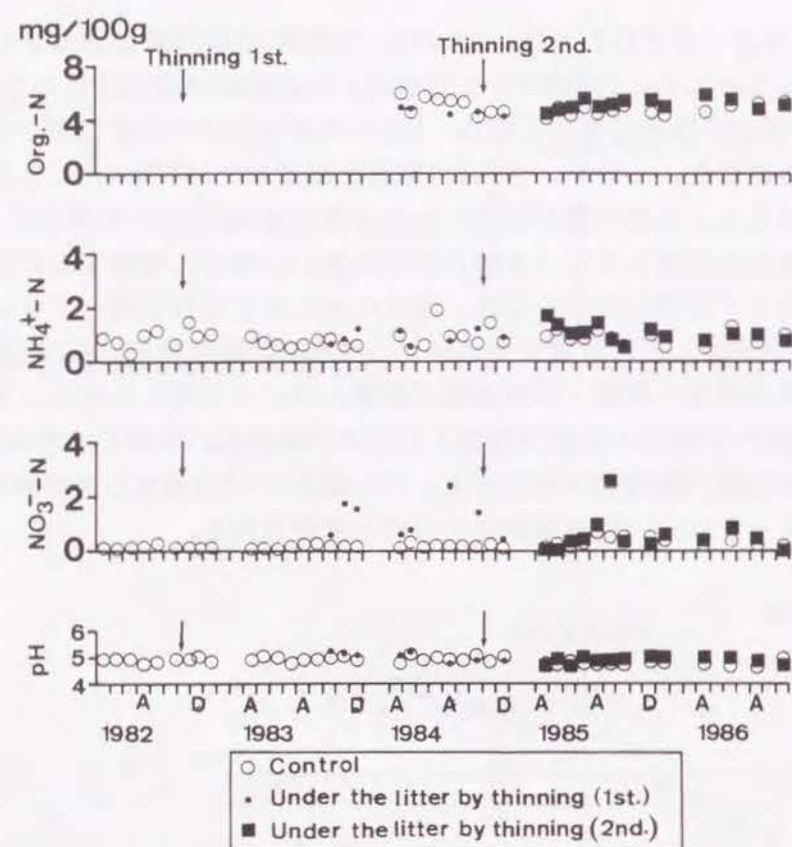 mg/100g
Thinning 1st.
Thinning 2nd.
Org.-N
8
4
0
NH4+-N
4
2
0
NO3--N
4
2
0
pH
6
5
4
A D A A D A A D A A D A A
1982 1983 1984 1985 1986
Control
Under the litter by thinning (1st.)
Under the litter by thinning (2nd.)